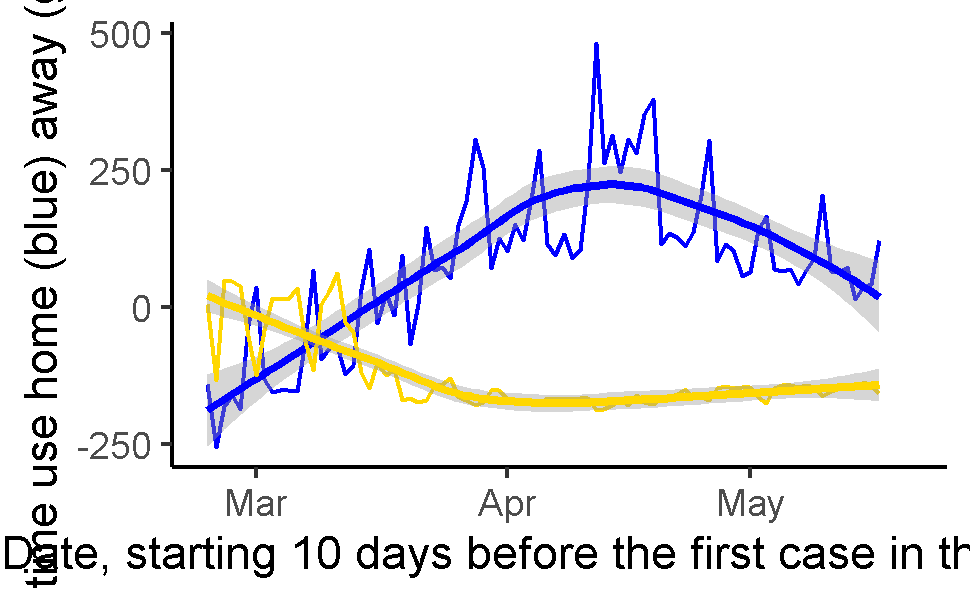 time use home (blue) away (
500
250
0
-250
Mar Apr May
Date, starting 10 days before the first case in